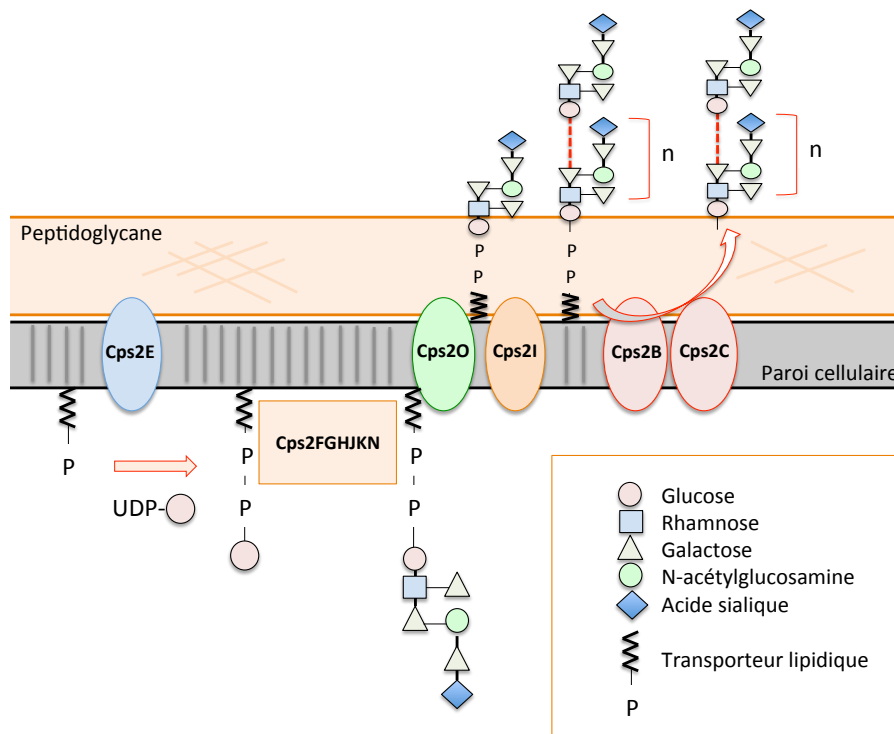 n
n
Peptidoglycane
P
P
P
P
Cps2E
Cps2O
Cps2I
Cps2B
Cps2C
Paroi cellulaire
Cps2FGHJKN
P
P
P
P
P
UDP-
Glucose
Rhamnose
Galactose
N-acétylglucosamine
Acide sialique
Transporteur lipidique
P